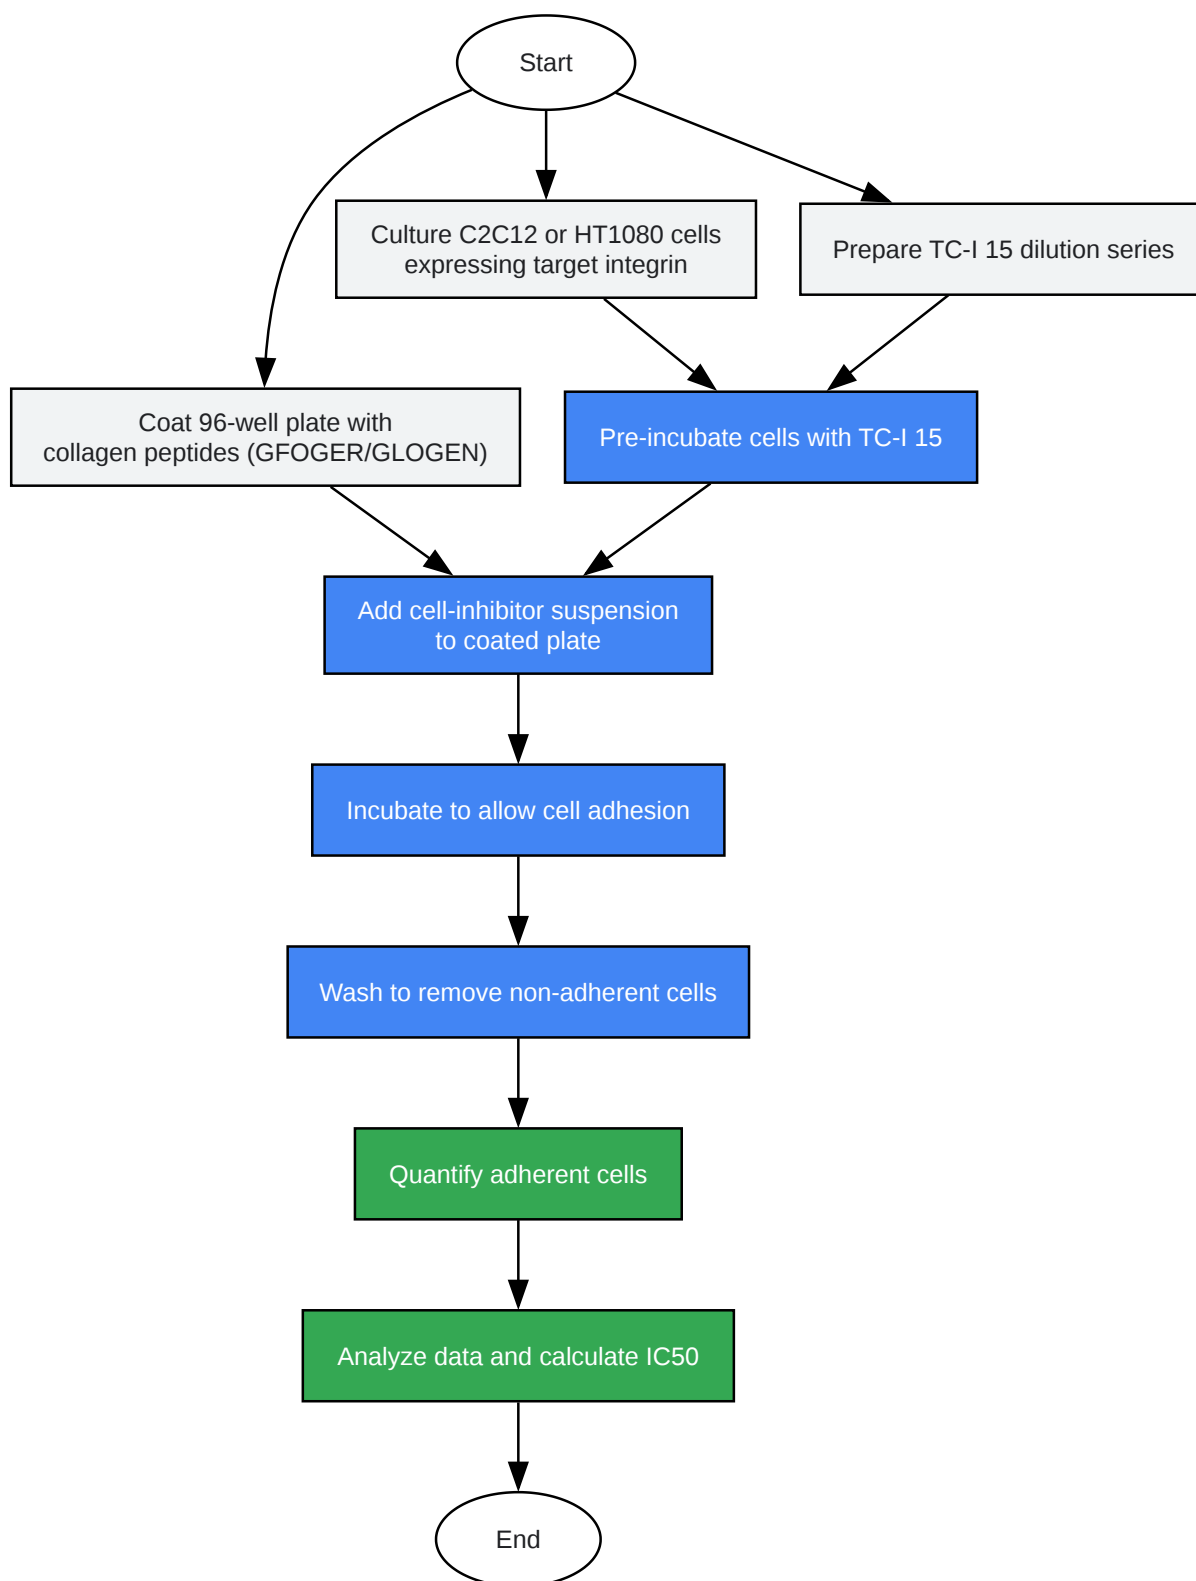 Start
Culture C2C12 or HT1080 cells
expressing target integrin
Prepare TC-I 15 dilution series
Coat 96-well plate with
collagen peptides (GFOGER/GLOGEN)
Pre-incubate cells with TC-I 15
Add cell-inhibitor suspension
to coated plate
Incubate to allow cell adhesion
Wash to remove non-adherent cells
Quantify adherent cells
Analyze data and calculate IC50
End